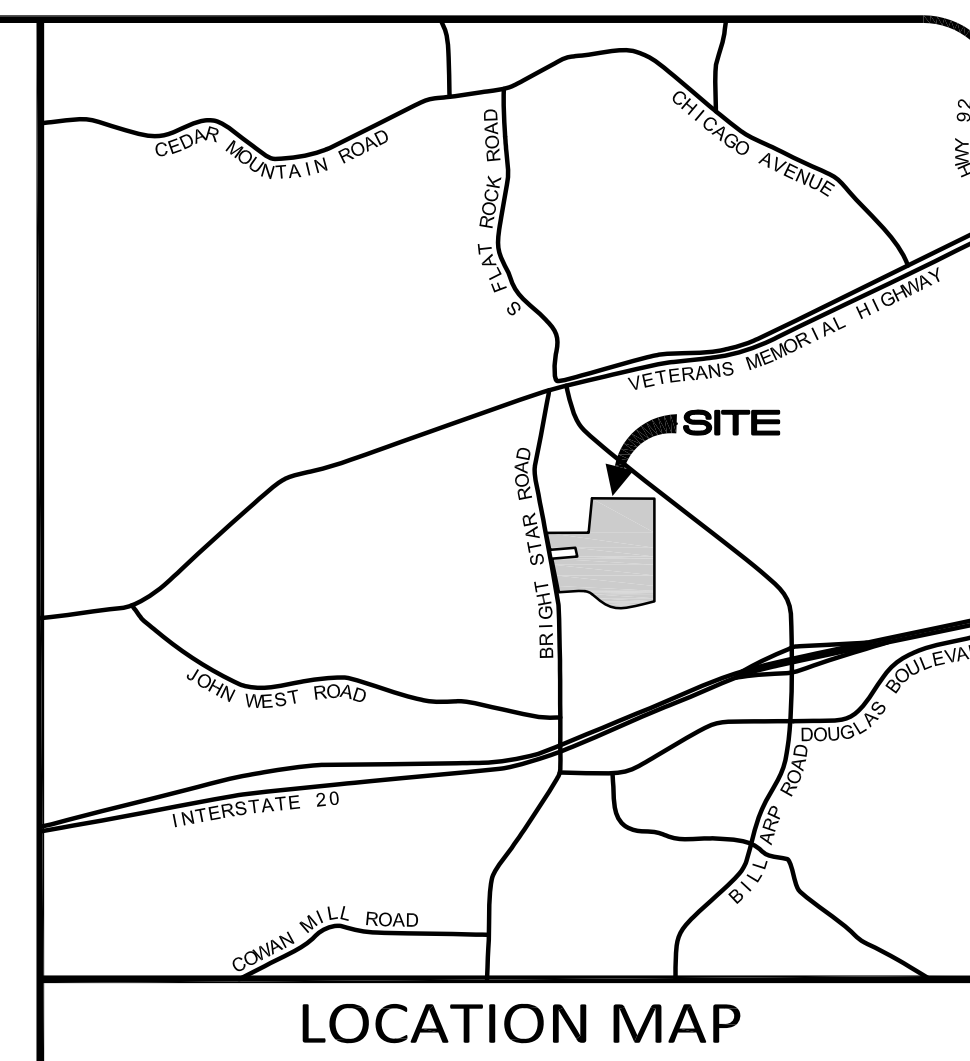 CHICAGO AVENUE
HWY 92
CEDAR MOUNTAIN ROAD
S FLAT ROCK ROAD
VETERANS MEMORIAL HIGHWAY
SITE
BRIGHT STAR ROAD
JOHN WEST ROAD
DOUGLAS BOULEVA
INTERSTATE 20
BILL ARP ROAD
COWAN MILL ROAD
LOCATION MAP